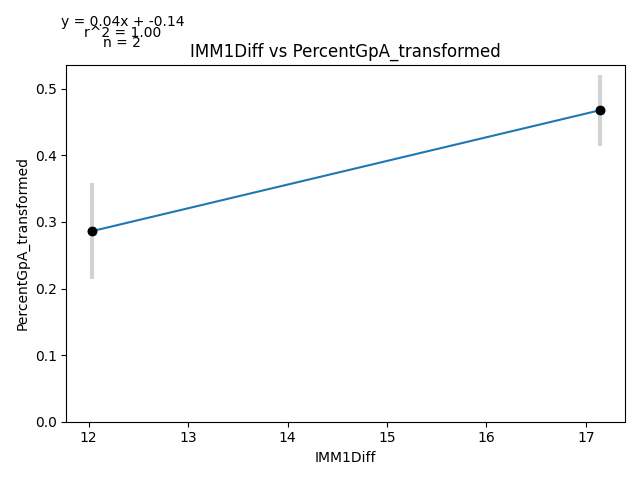 y = 0.04x + -0.14
r^2 = 1.00
n = 2
IMM1Diff vs PercentGpA_transformed
0.5
0.4
0.3
0.2
0.1
0.0
PercentGpA_transformed
12 13 14 15 16 17
IMM1Diff